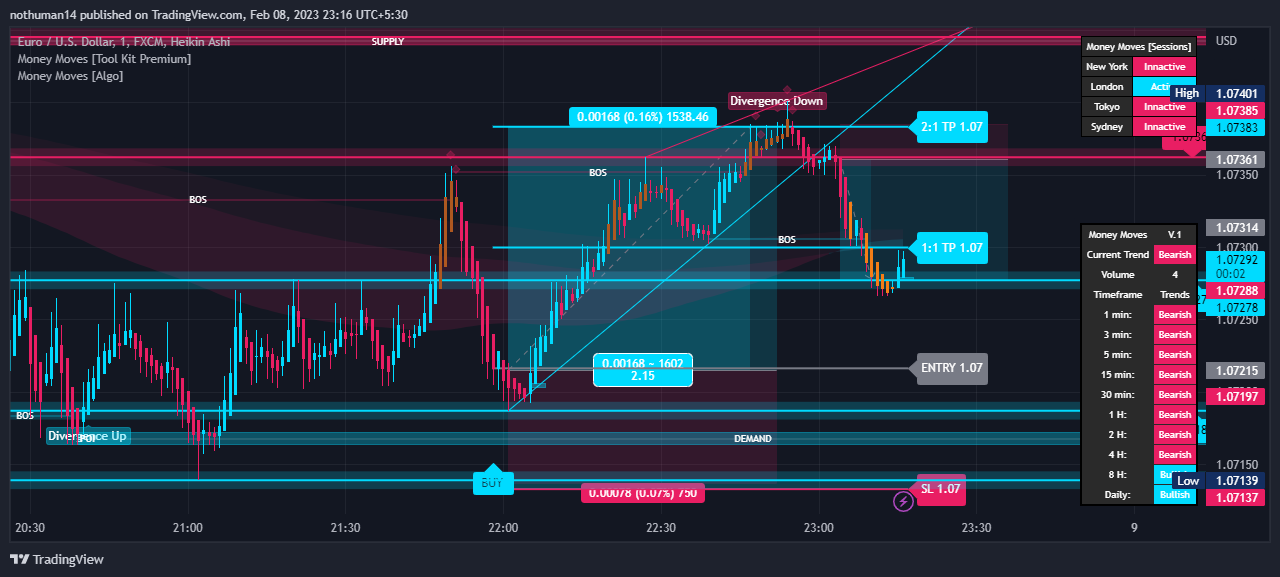 nothuman14 published on TradingView.com, Feb 08, 2023 23:16 UTC+5:30
Euro / U.S. Dollar, 1, FXCM, Heikin Ashi
SUPPLY
USD
Money Moves [Tool Kit Premium]
Money Moves [Algo]
Money Moves [Sessions]
New York Innactive
London
High 1.07401
Tokyo Innactive
1.07385
Sydney Innactive
1.07383
Divergence Down
0.00168 (0.16%) 1538.46
2:1 TP 1.07
1.07361
1.07350
BOS
BOS
BOS
1:1 TP 1.07
Money Moves V.1
1.07314
Current Trend Bearish
1.07300
Volume 4
1.07292
00:02
Timeframe Trends
1.07288
1 min: Bearish
1.07278
3 min: Bearish
1.07250
5 min: Bearish
0.00168 ~ 1602
2.15
ENTRY 1.07
15 min: Bearish
1.07215
30 min: Bearish
1.07197
BOS
1 H: Bearish
Divergence Up
DEMAND
2 H: Bearish
4 H: Bearish
1.07150
8 H:
Low 1.07139
BUY
0.00078 (0.07%) 750
SL 1.07
Daily: Bullish
1.07137
20:30 21:00 21:30 22:00 22:30 23:00 23:30 9
TradingView